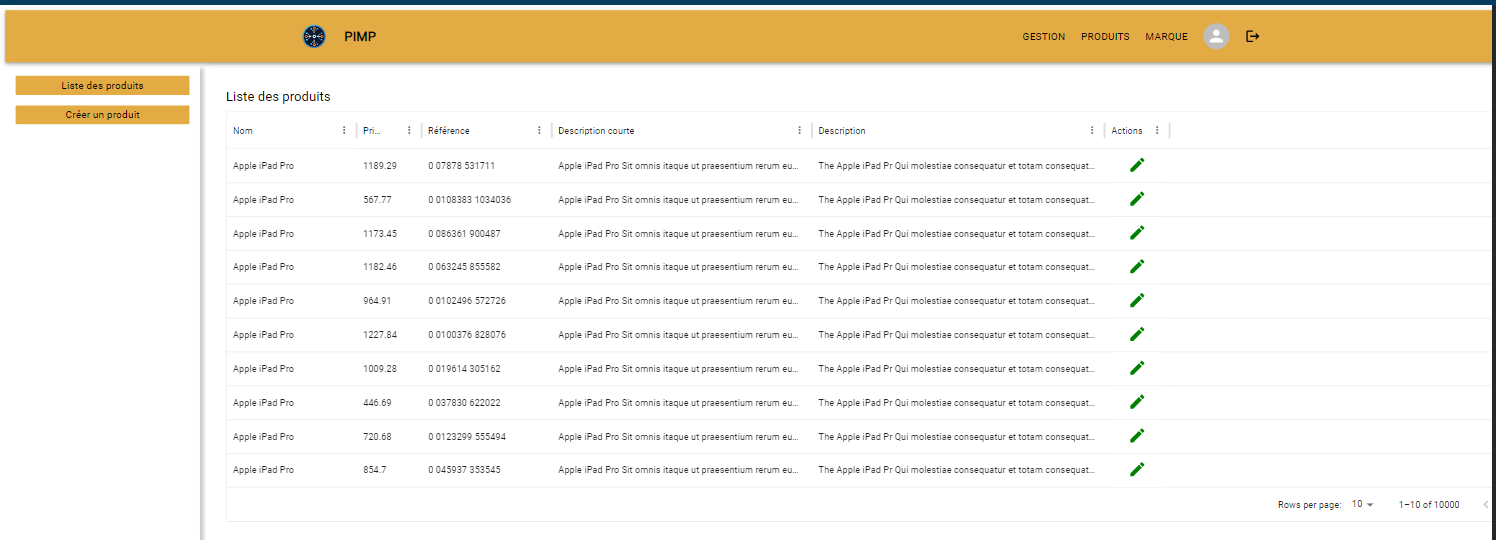 PIMP GESTION PRODUITS MARQUE
Liste des produits
Créer un produit
Liste des produits
Nom Pri... Référence Description courte Description Actions
Apple iPad Pro 1189.29 0 07878 531711 Apple iPad Pro Sit omnis itaque ut praesentium rerum eu... The Apple iPad Pr Qui molestiae consequatur et totam consequat...
Apple iPad Pro 567.77 0 0108383 1034036 Apple iPad Pro Sit omnis itaque ut praesentium rerum eu... The Apple iPad Pr Qui molestiae consequatur et totam consequat...
Apple iPad Pro 1173.45 0 086361 900487 Apple iPad Pro Sit omnis itaque ut praesentium rerum eu... The Apple iPad Pr Qui molestiae consequatur et totam consequat...
Apple iPad Pro 1182.46 0 063245 855582 Apple iPad Pro Sit omnis itaque ut praesentium rerum eu... The Apple iPad Pr Qui molestiae consequatur et totam consequat...
Apple iPad Pro 964.91 0 0102496 572726 Apple iPad Pro Sit omnis itaque ut praesentium rerum eu... The Apple iPad Pr Qui molestiae consequatur et totam consequat...
Apple iPad Pro 1227.84 0 0100376 828076 Apple iPad Pro Sit omnis itaque ut praesentium rerum eu... The Apple iPad Pr Qui molestiae consequatur et totam consequat...
Apple iPad Pro 1009.28 0 019614 305162 Apple iPad Pro Sit omnis itaque ut praesentium rerum eu... The Apple iPad Pr Qui molestiae consequatur et totam consequat...
Apple iPad Pro 446.69 0 037830 622022 Apple iPad Pro Sit omnis itaque ut praesentium rerum eu... The Apple iPad Pr Qui molestiae consequatur et totam consequat...
Apple iPad Pro 720.68 0 0123299 555494 Apple iPad Pro Sit omnis itaque ut praesentium rerum eu... The Apple iPad Pr Qui molestiae consequatur et totam consequat...
Apple iPad Pro 854.7 0 045937 353545 Apple iPad Pro Sit omnis itaque ut praesentium rerum eu... The Apple iPad Pr Qui molestiae consequatur et totam consequat...
Rows per page: 10 1–10 of 10000